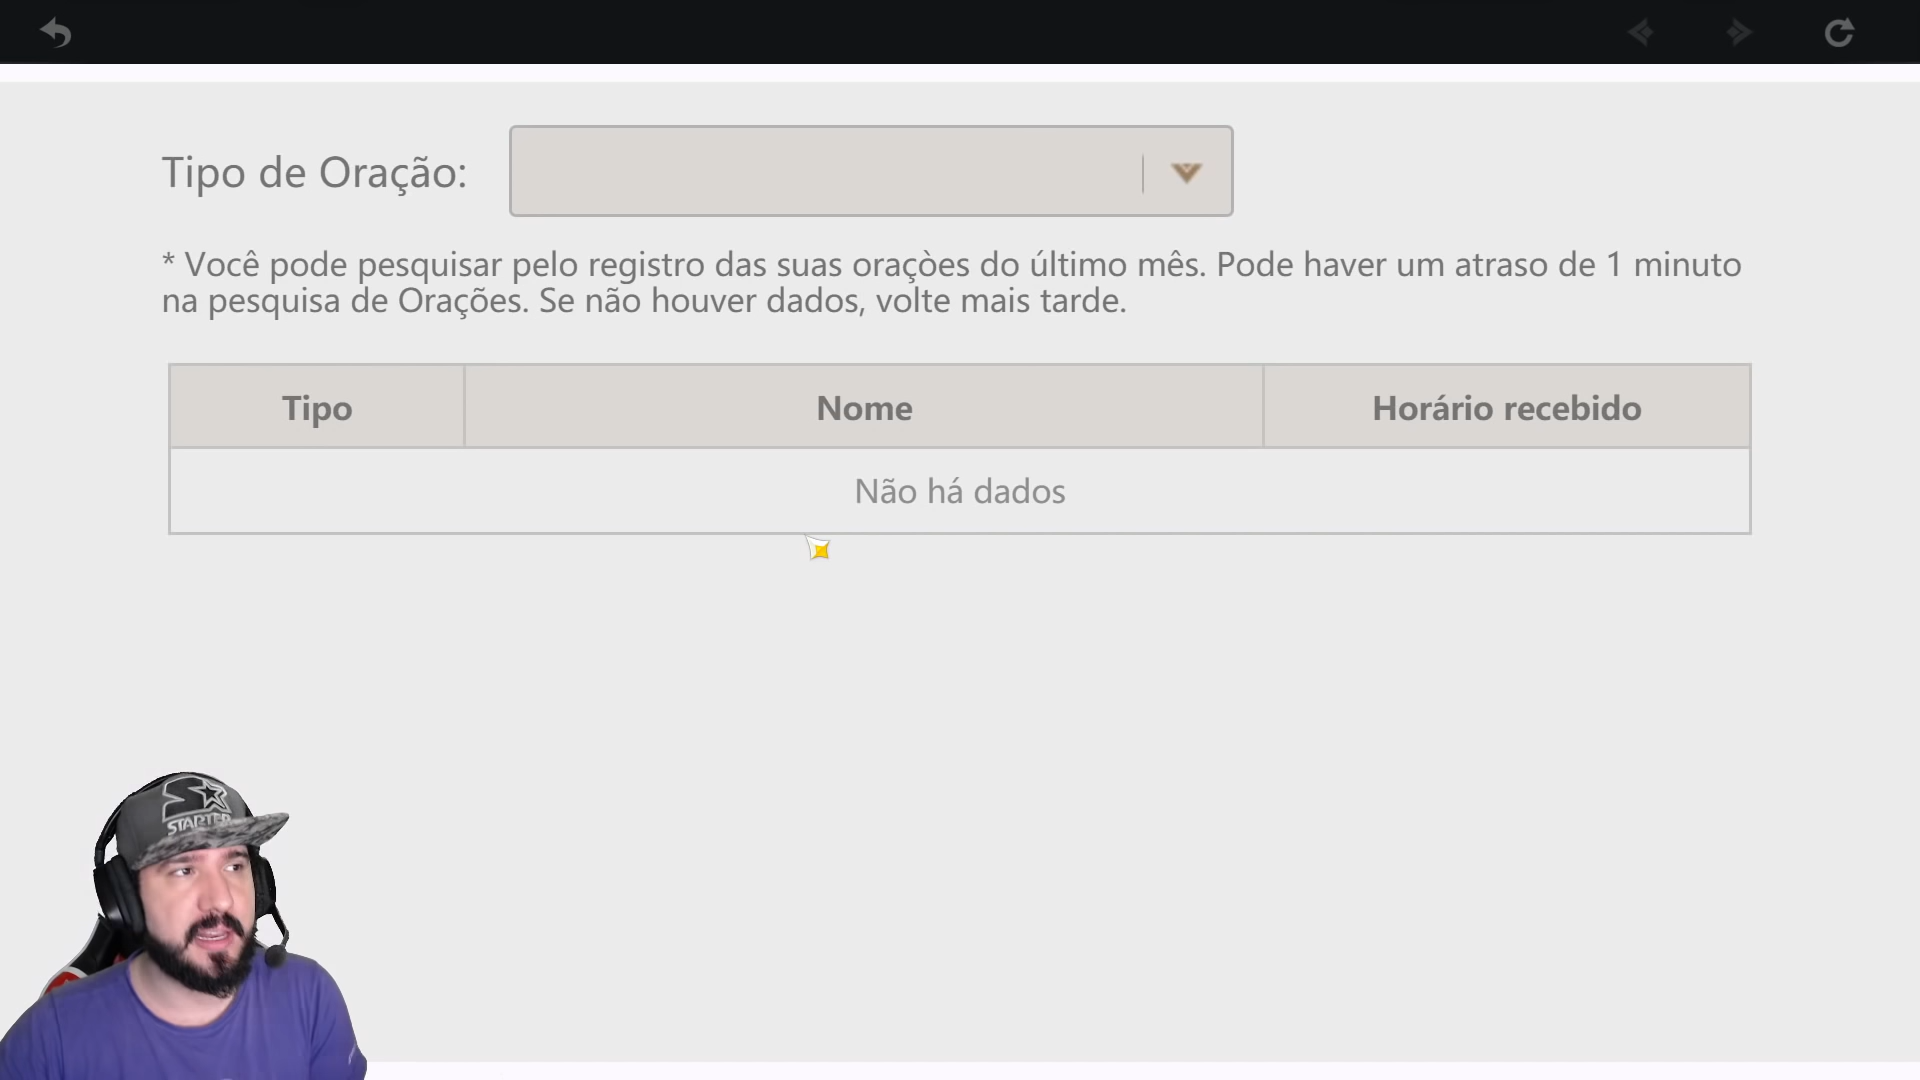 Tipo de Oração:
* Você pode pesquisar pelo registro das suas oraçòes do último mês. Pode haver um atraso de 1 minuto
na pesquisa de Orações. Se não houver dados, volte mais tarde.
Tipo Nome Horário recebido
Não há dados
STARTER